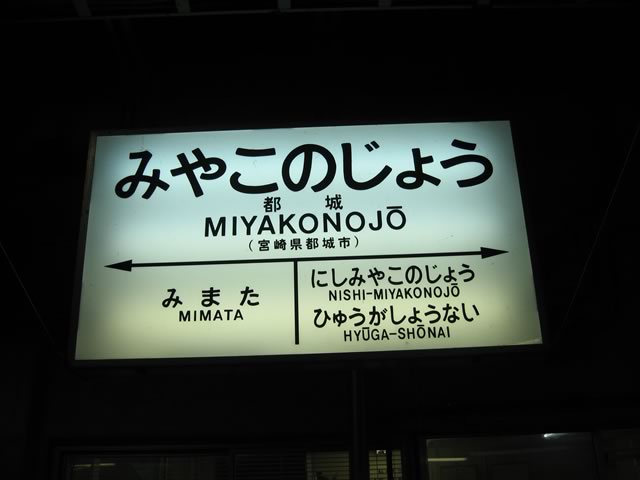 みやこのじょう
都城
MIYAKONOJŌ
(宮崎県都城市)
みまた
MIMATA
にしみやこのじょう
NISHI-MIYAKONOJŌ
ひゅうがしょうない
HYŪGA-SHŌNAI